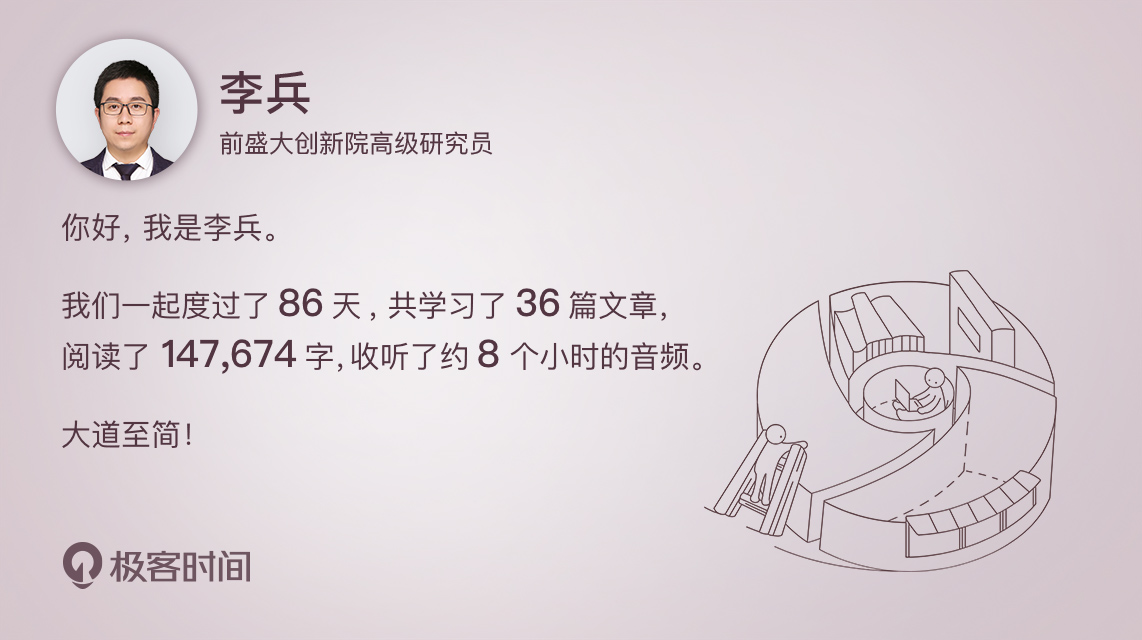 李兵
前盛大创新院高级研究员
你好, 我是李兵。
我们一起度过了 86 天 , 共学习了 36 篇文章,
阅读了 147,674 字, 收听了约 8 个小时的音频。
大道至简!
极客时间